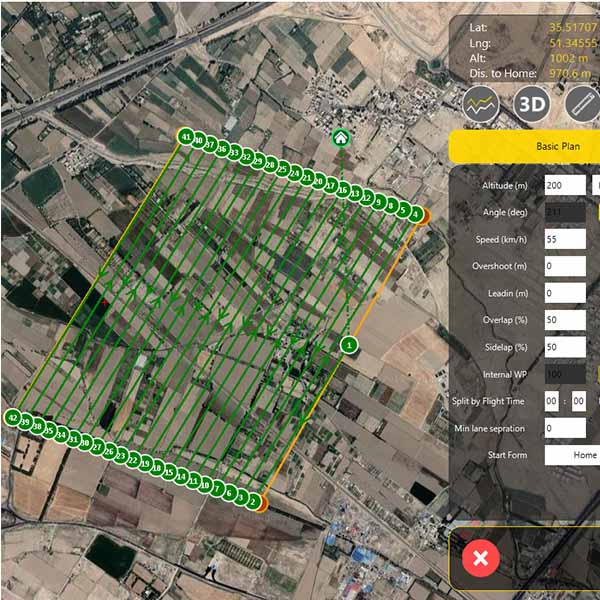 Lat: 35.51707
Lng: 51.34555
Alt: 1002 m
Dis. to Home: 970.6 m
3D
Basic Plan
Altitude (m) 200
Angle (deg) 211
Speed (km/h) 55
Overshoot (m) 0
Leadin (m) 0
Overlap (%) 50
Sidelap (%) 50
Internal WP 100
Split by Flight Time 00 : 00
Min lane sepration 0
Start Form Home
41 40 37 36 33 32 29 28 25 24 21 20 17 16 13 12 9 8 5 4
1
42 39 38 35 34 31 30 27 26 23 22 19 18 15 14 11 10 7 6 3 2